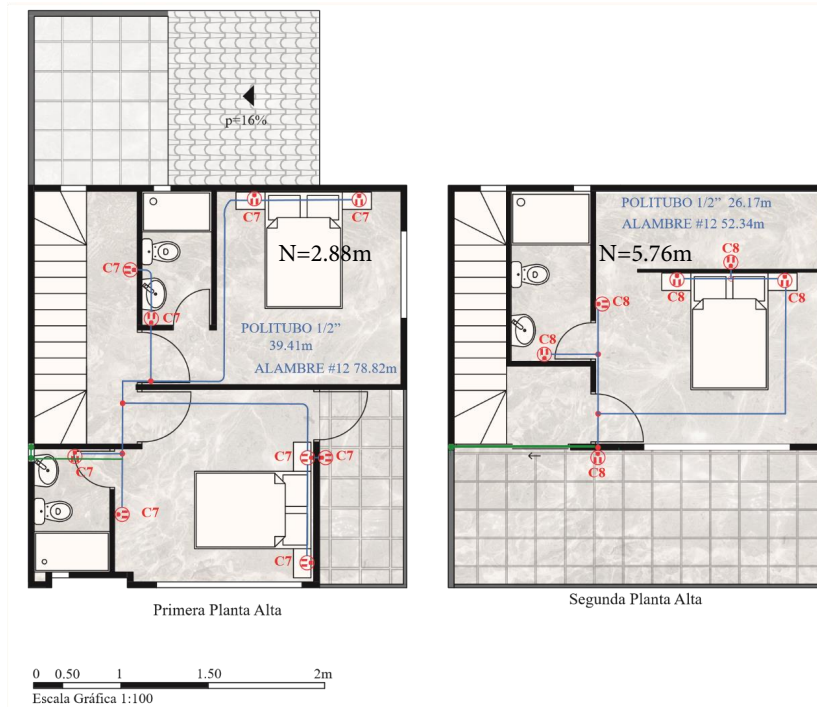 p=16%
C7
C7
C7
C7
N=2.88m
POLITUBO 1/2”
39.41m
ALAMBRE #12 78.82m
C7
C7
C7
C7
C7
Primera Planta Alta
POLITUBO 1/2” 26.17m
ALAMBRE #12 52.34m
N=5.76m
C8
C8
C8
C8
C8
C8
Segunda Planta Alta
0 0.50 1 1.50 2m
Escala Gráfica 1:100